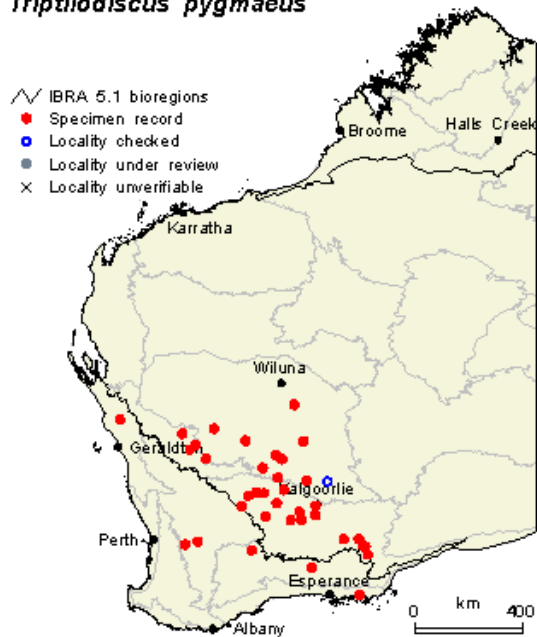 Triptilodiscus pygmaeus
IBRA 5.1 bioregions
Specimen record
Locality checked
Locality under review
Locality unverifiable
Broome
Halls Creek
Karratha
Wiluna
Geraldton
Kalgoorlie
Perth
Esperance
Albany
0 km 400